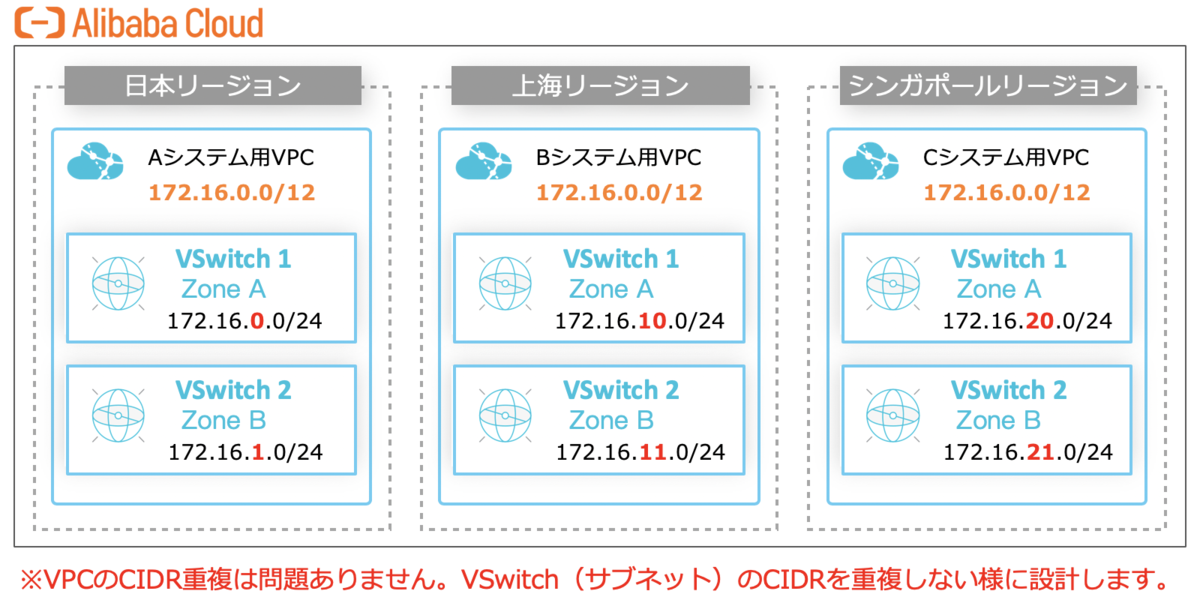 Alibaba Cloud
日本リージョン
Aシステム用VPC
172.16.0.0/12
VSwitch 1
Zone A
172.16.0.0/24
VSwitch 2
Zone B
172.16.1.0/24
上海リージョン
Bシステム用VPC
172.16.0.0/12
VSwitch 1
Zone A
172.16.10.0/24
VSwitch 2
Zone B
172.16.11.0/24
シンガポールリージョン
Cシステム用VPC
172.16.0.0/12
VSwitch 1
Zone A
172.16.20.0/24
VSwitch 2
Zone B
172.16.21.0/24
※VPCのCIDR重複は問題ありません。VSwitch（サブネット）のCIDRを重複しない様に設計します。